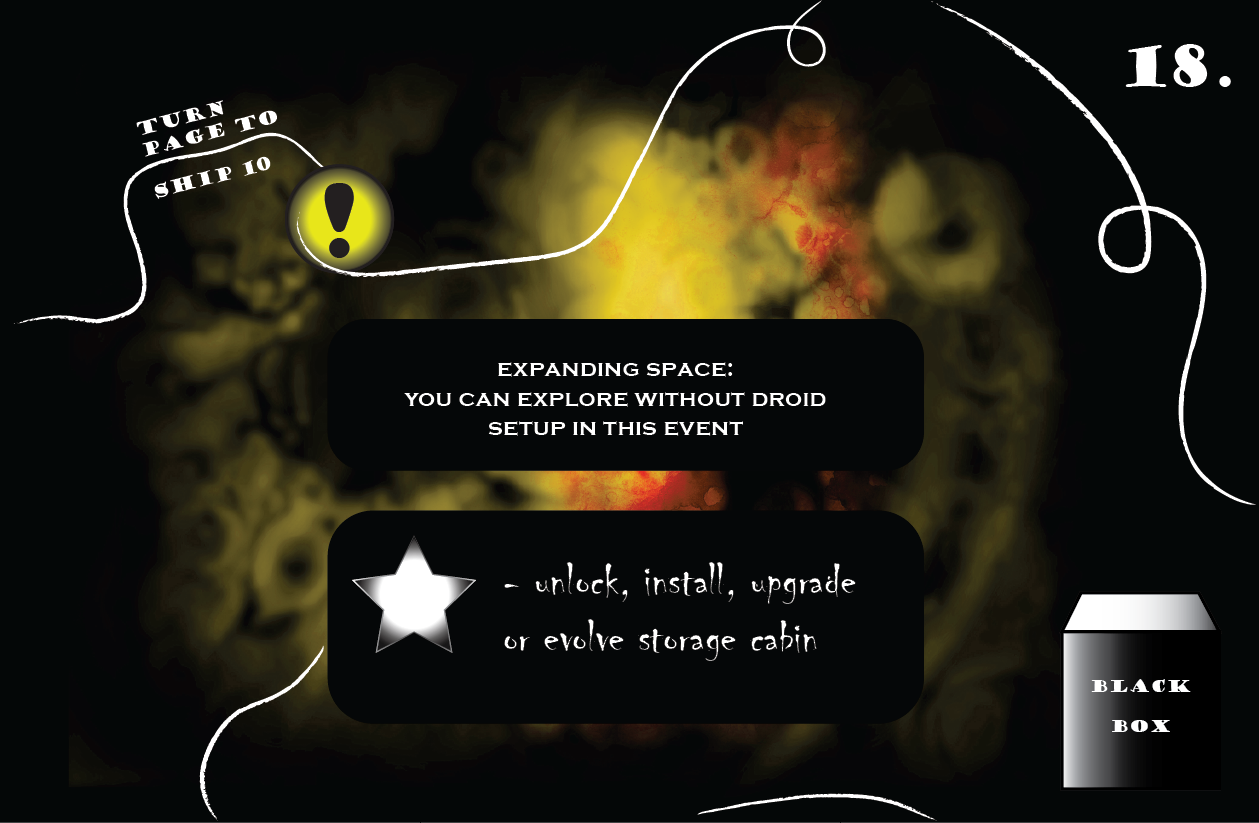 18.
TURN
PAGE TO
SHIP 10
!
EXPANDING SPACE:
YOU CAN EXPLORE WITHOUT DROID
SETUP IN THIS EVENT
- unlock, install, upgrade
or evolve storage cabin
BLACK
BOX